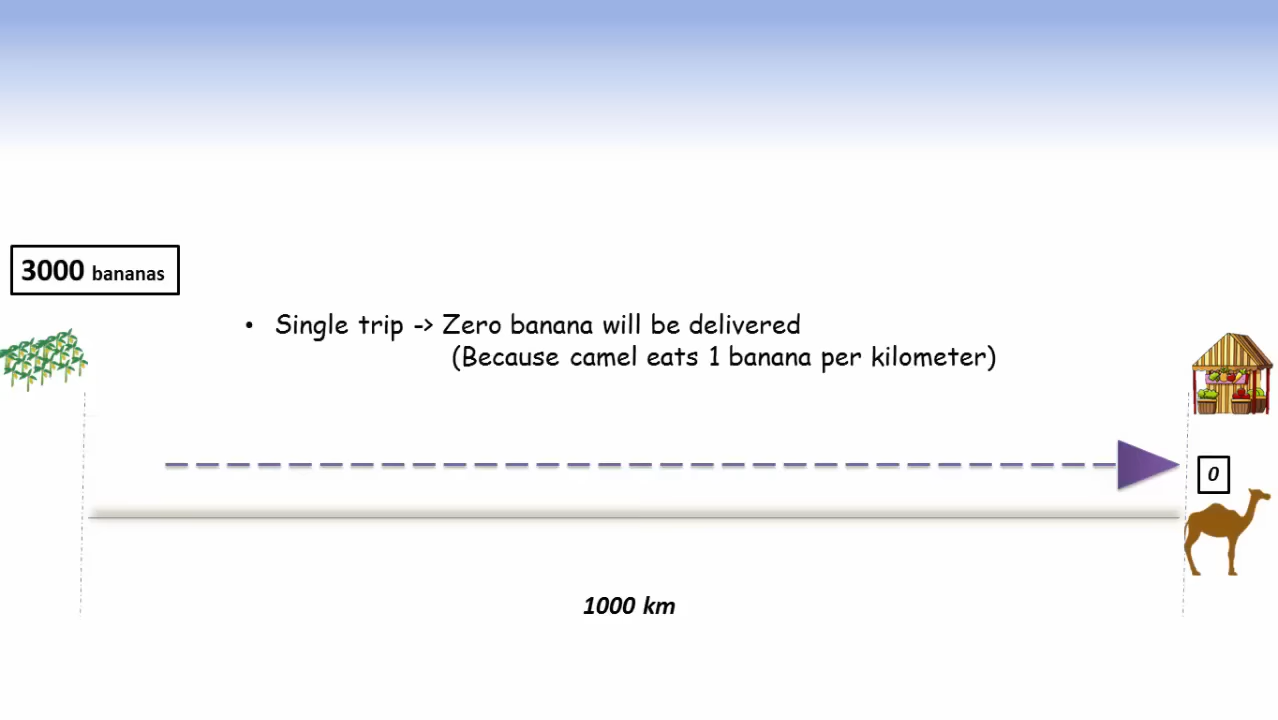 3000 bananas
• Single trip -> Zero banana will be delivered
(Because camel eats 1 banana per kilometer)
0
1000 km